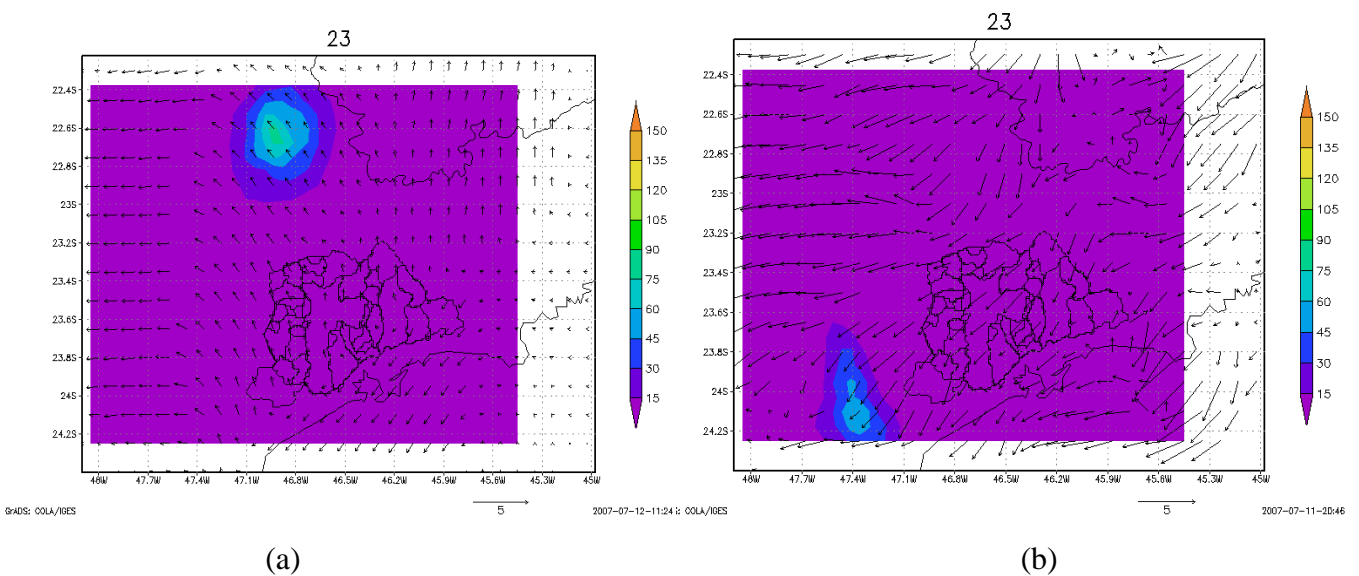 23
22.4S
22.6S
22.8S
23S
23.2S
23.4S
23.6S
23.8S
24S
24.2S
48W 47.7W 47.4W 47.1W 46.8W 46.5W 46.2W 45.9W 45.6W 45.3W 45W
5
150
135
120
105
90
75
60
45
30
15
GrADS: COLA/IGES
2007-07-12-11:24
(a)
23
22.4S
22.6S
22.8S
23S
23.2S
23.4S
23.6S
23.8S
24S
24.2S
48W 47.7W 47.4W 47.1W 46.8W 46.5W 46.2W 45.9W 45.6W 45.3W 45W
5
150
135
120
105
90
75
60
45
30
15
: COLA/IGES
2007-07-11-20:46
(b)